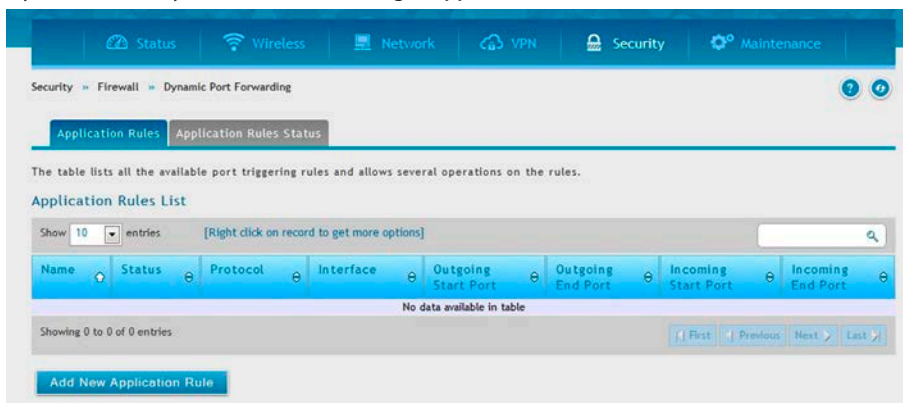 Status Wireless Network VPN Security Maintenance
Security » Firewall » Dynamic Port Forwarding
Application Rules Application Rules Status
The table lists all the available port triggering rules and allows several operations on the rules.
Application Rules List
Show 10 entries [Right click on record to get more options]
Name Status Protocol Interface Outgoing Start Port Outgoing End Port Incoming Start Port Incoming End Port
No data available in table
Showing 0 to 0 of 0 entries First Previous Next Last
Add New Application Rule